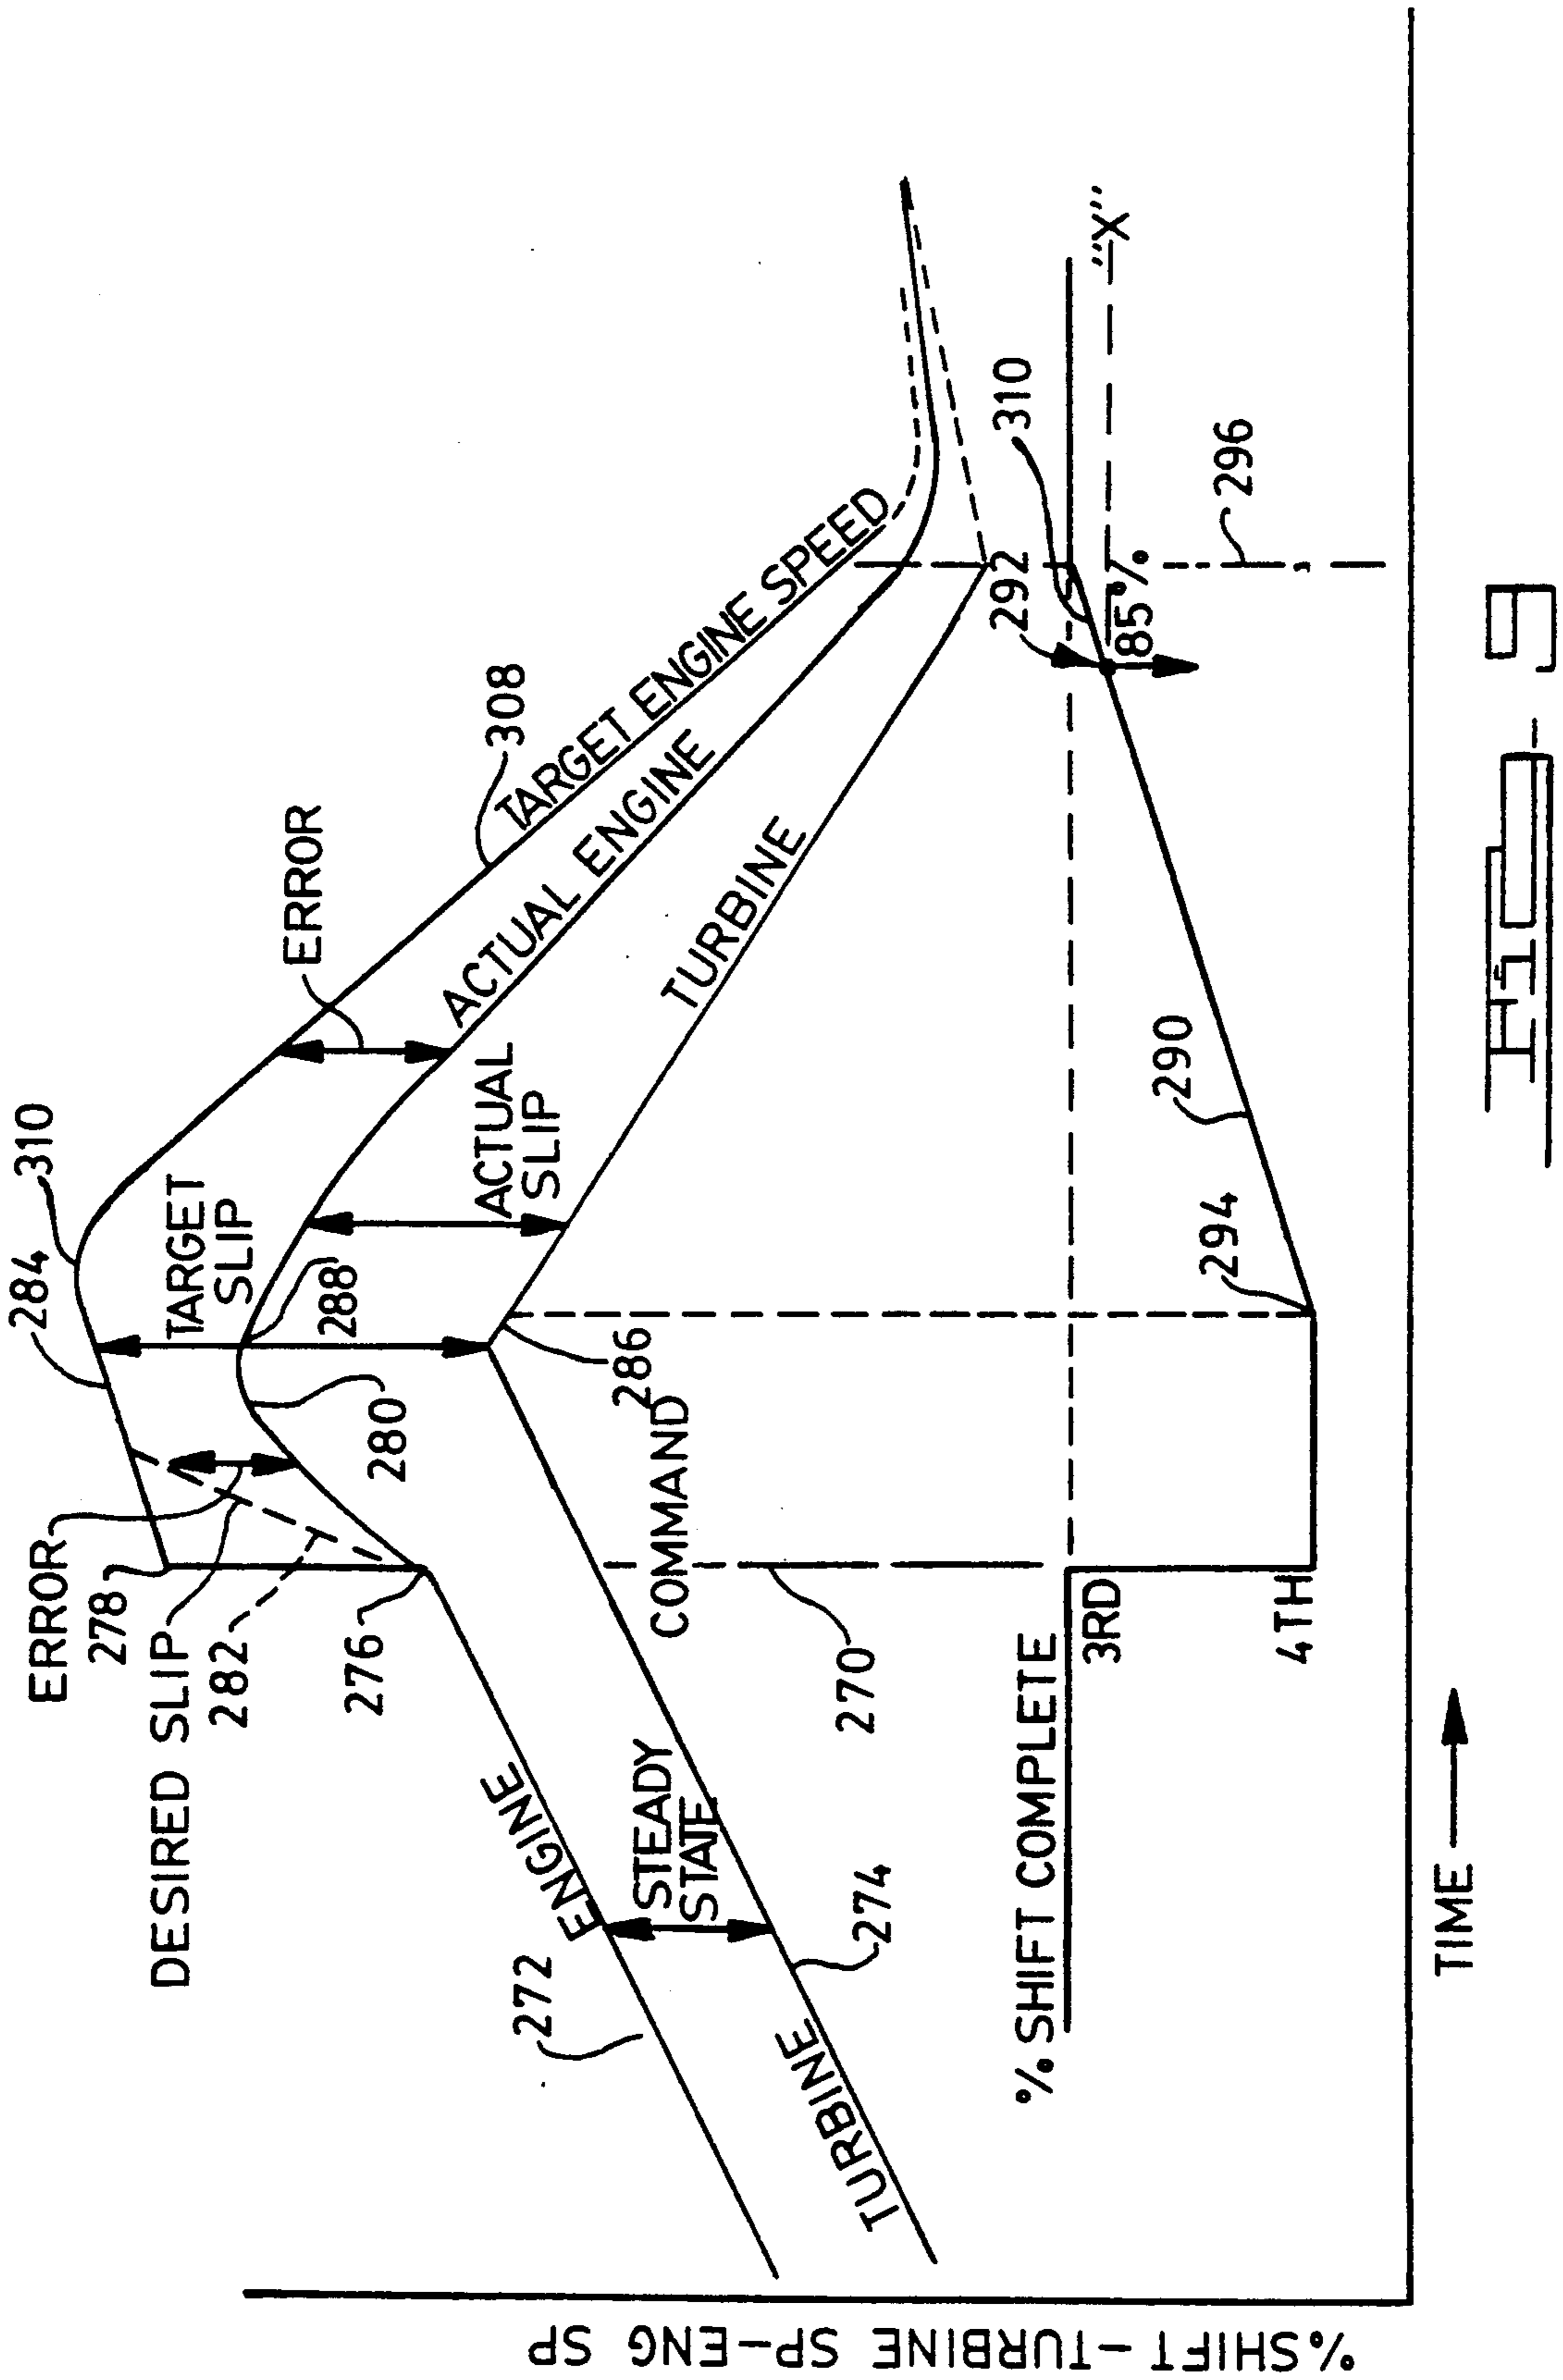 284
310
ERROR
278
DESIRED SLIP
282
276
TARGET
SLIP
288
280
286
ERROR
308
ACTUAL
SLIP
TARGET ENGINE SPEED
ACTUAL ENGINE
TURBINE
ENGINE
272
STEADY
STATE
COMMAND
270
TURBINE
274
% SHIFT COMPLETE
3RD
4TH
294
290
292
310
"X"
85%
296
TIME
%SHIFT-TURBINE SP-ENG SP
Fig_9